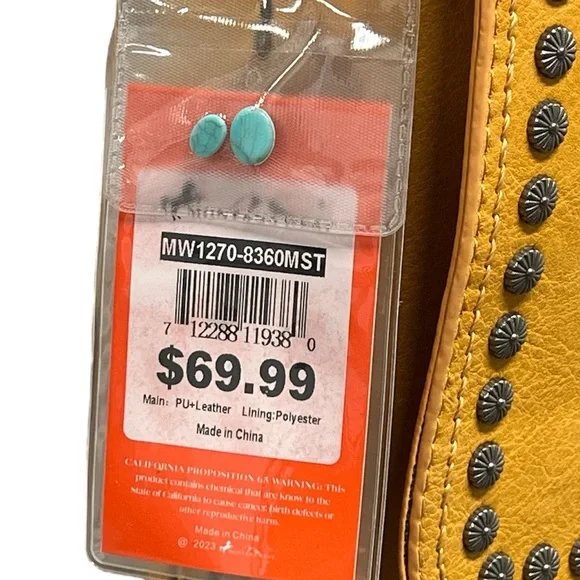 MW1270-8360MST
7 12288 11938 0
$69.99
Main: PU+Leather Lining:Polyester
Made in China
CALIFORNIA PROPOSITION 65 WARNING: This
product contains chemical that are know to the
State of California to cause cancer, birth defects or
other reproductive harm.
Made in China
@ 2023